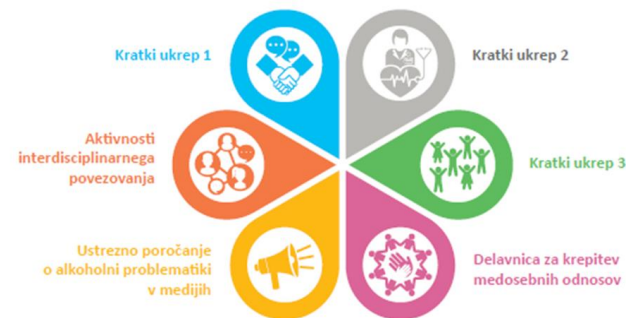 Kratki ukrep 1
Kratki ukrep 2
Aktivnosti
interdisciplinarnega
povezovanja
Kratki ukrep 3
Ustrezno poročanje
o alkoholni problematiki
v medijih
Delavnica za krepitev
medosebnih odnosov